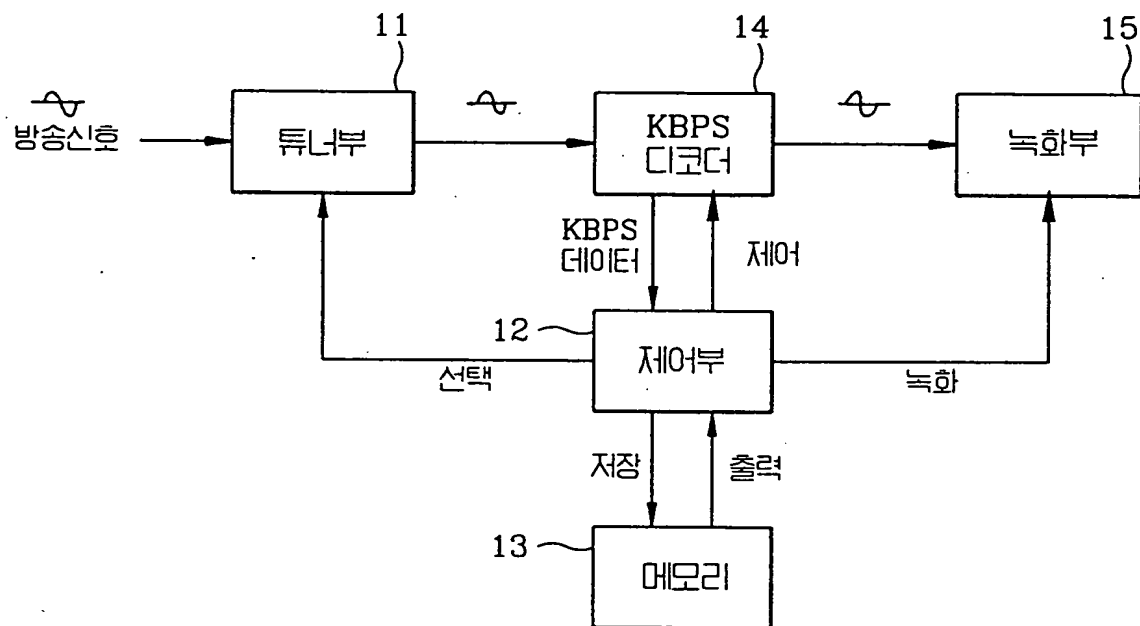 11
14
15
방송신호
튜너부
KBPS
디코더
녹화부
KBPS
데이터
제어
12
제어부
선택
녹화
저장
출력
13
메모리